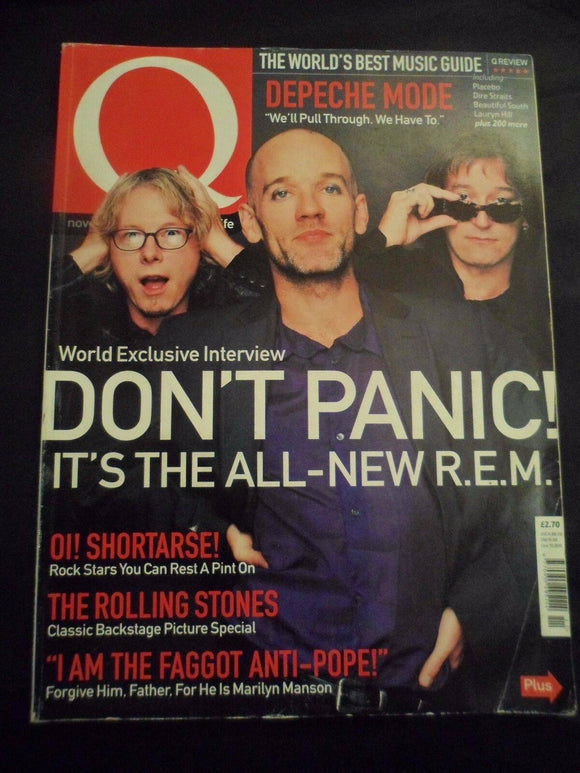 Q
THE WORLD'S BEST MUSIC GUIDE
Q REVIEW
★★★★★
including
Placebo
Dire Straits
Beautiful South
Lauryn Hill
plus 200 more
DEPECHE MODE
"We'll Pull Through. We Have To."
World Exclusive Interview
DON'T PANIC!
IT'S THE ALL-NEW R.E.M.
£2.70
OI! SHORTARSE!
Rock Stars You Can Rest A Pint On
THE ROLLING STONES
Classic Backstage Picture Special
"I AM THE FAGGOT ANTI-POPE!"
Forgive Him, Father, For He Is Marilyn Manson
Plus